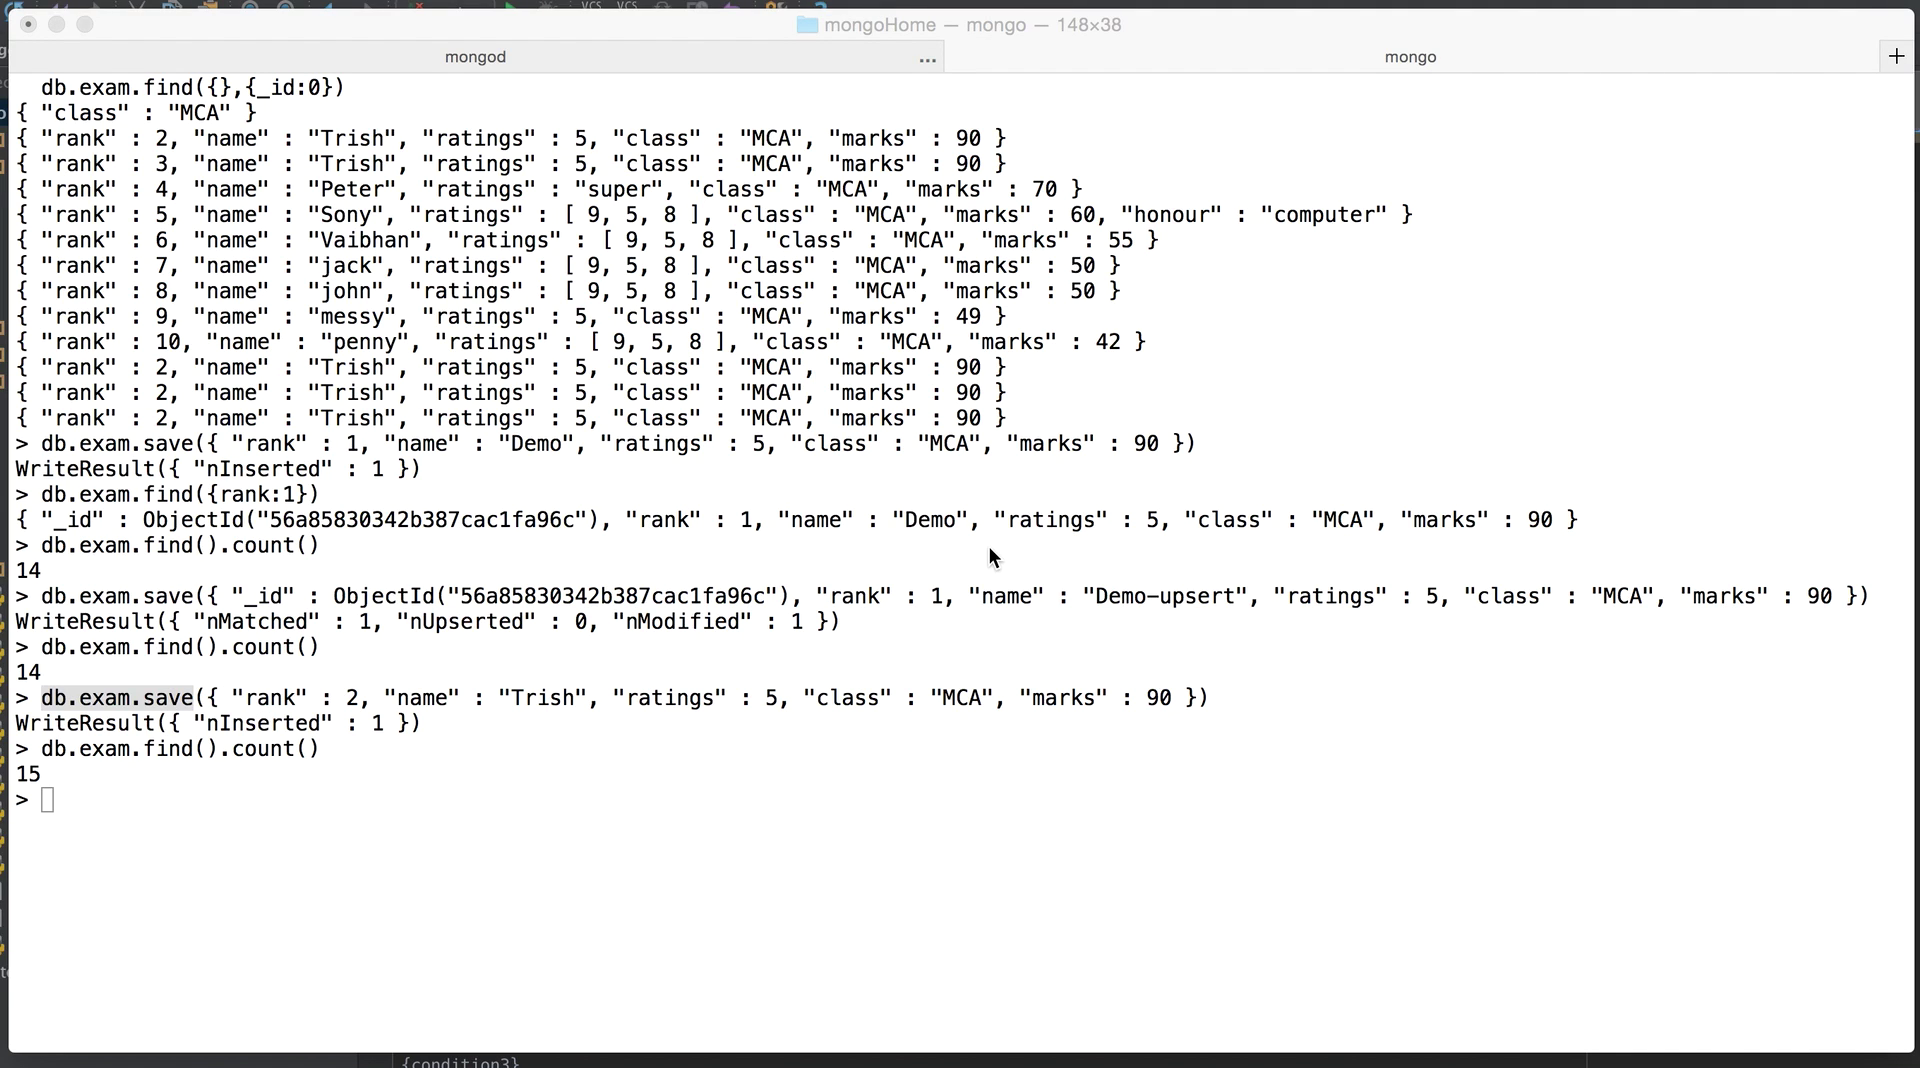 mongoHome — mongo — 148×38
mongod ... mongo +
db.exam.find({},{_id:0})
{ "class" : "MCA" }
{ "rank" : 2, "name" : "Trish", "ratings" : 5, "class" : "MCA", "marks" : 90 }
{ "rank" : 3, "name" : "Trish", "ratings" : 5, "class" : "MCA", "marks" : 90 }
{ "rank" : 4, "name" : "Peter", "ratings" : "super", "class" : "MCA", "marks" : 70 }
{ "rank" : 5, "name" : "Sony", "ratings" : [ 9, 5, 8 ], "class" : "MCA", "marks" : 60, "honour" : "computer" }
{ "rank" : 6, "name" : "Vaibhan", "ratings" : [ 9, 5, 8 ], "class" : "MCA", "marks" : 55 }
{ "rank" : 7, "name" : "jack", "ratings" : [ 9, 5, 8 ], "class" : "MCA", "marks" : 50 }
{ "rank" : 8, "name" : "john", "ratings" : [ 9, 5, 8 ], "class" : "MCA", "marks" : 50 }
{ "rank" : 9, "name" : "messy", "ratings" : 5, "class" : "MCA", "marks" : 49 }
{ "rank" : 10, "name" : "penny", "ratings" : [ 9, 5, 8 ], "class" : "MCA", "marks" : 42 }
{ "rank" : 2, "name" : "Trish", "ratings" : 5, "class" : "MCA", "marks" : 90 }
{ "rank" : 2, "name" : "Trish", "ratings" : 5, "class" : "MCA", "marks" : 90 }
{ "rank" : 2, "name" : "Trish", "ratings" : 5, "class" : "MCA", "marks" : 90 }
> db.exam.save({ "rank" : 1, "name" : "Demo", "ratings" : 5, "class" : "MCA", "marks" : 90 })
WriteResult({ "nInserted" : 1 })
> db.exam.find({rank:1})
{ "_id" : ObjectId("56a85830342b387cac1fa96c"), "rank" : 1, "name" : "Demo", "ratings" : 5, "class" : "MCA", "marks" : 90 }
> db.exam.find().count()
14
> db.exam.save({ "_id" : ObjectId("56a85830342b387cac1fa96c"), "rank" : 1, "name" : "Demo-upsert", "ratings" : 5, "class" : "MCA", "marks" : 90 })
WriteResult({ "nMatched" : 1, "nUpserted" : 0, "nModified" : 1 })
> db.exam.find().count()
14
> db.exam.save({ "rank" : 2, "name" : "Trish", "ratings" : 5, "class" : "MCA", "marks" : 90 })
WriteResult({ "nInserted" : 1 })
> db.exam.find().count()
15
>
{condition3}